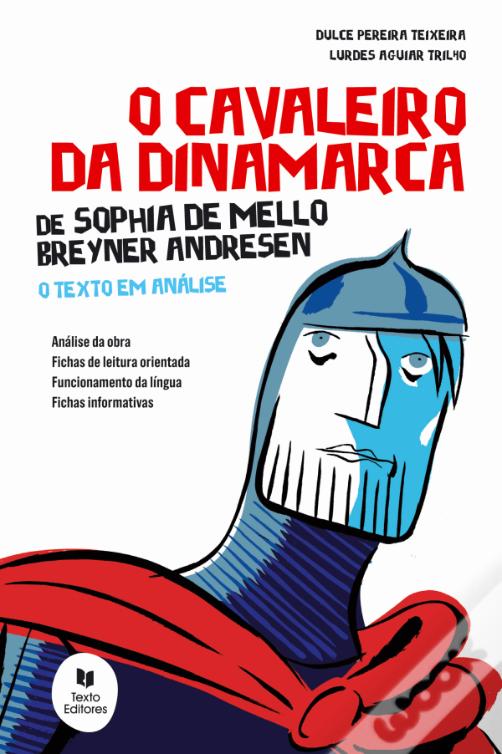 DULCE PEREIRA TEIXEIRA
LURDES AGUIAR TRILHO
O CAVALEIRO
DA DINAMARCA
DE SOPHIA DE MELLO
BREYNER ANDRESEN
O TEXTO EM ANÁLISE
Análise da obra
Fichas de leitura orientada
Funcionamento da língua
Fichas informativas
Texto
Editores
wook